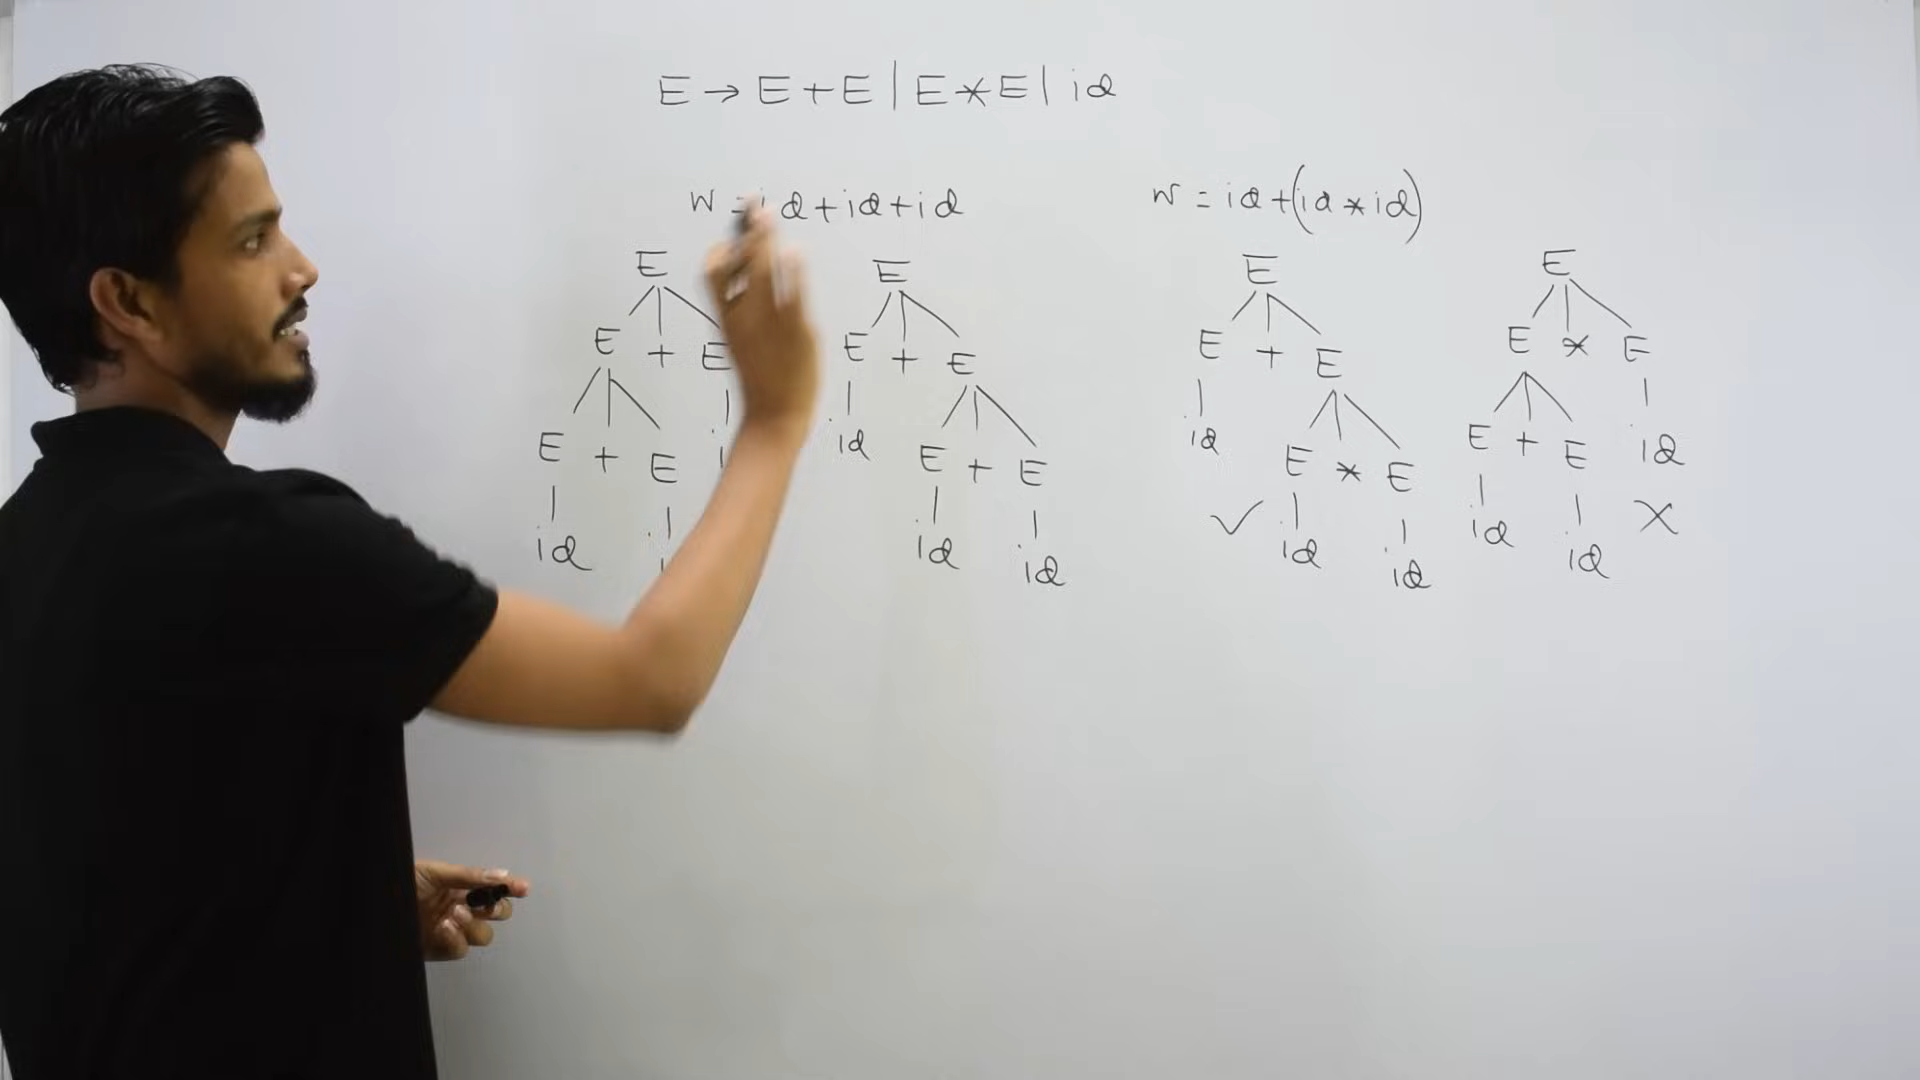 E → E + E | E * E | id
W = id + id + id
W = id + (id * id)
E
E + E
E + E
id
E
E + E
id
E + E
id id
E
E + E
id
E * E
✓ id id
E
E * E
E + E id
id id X